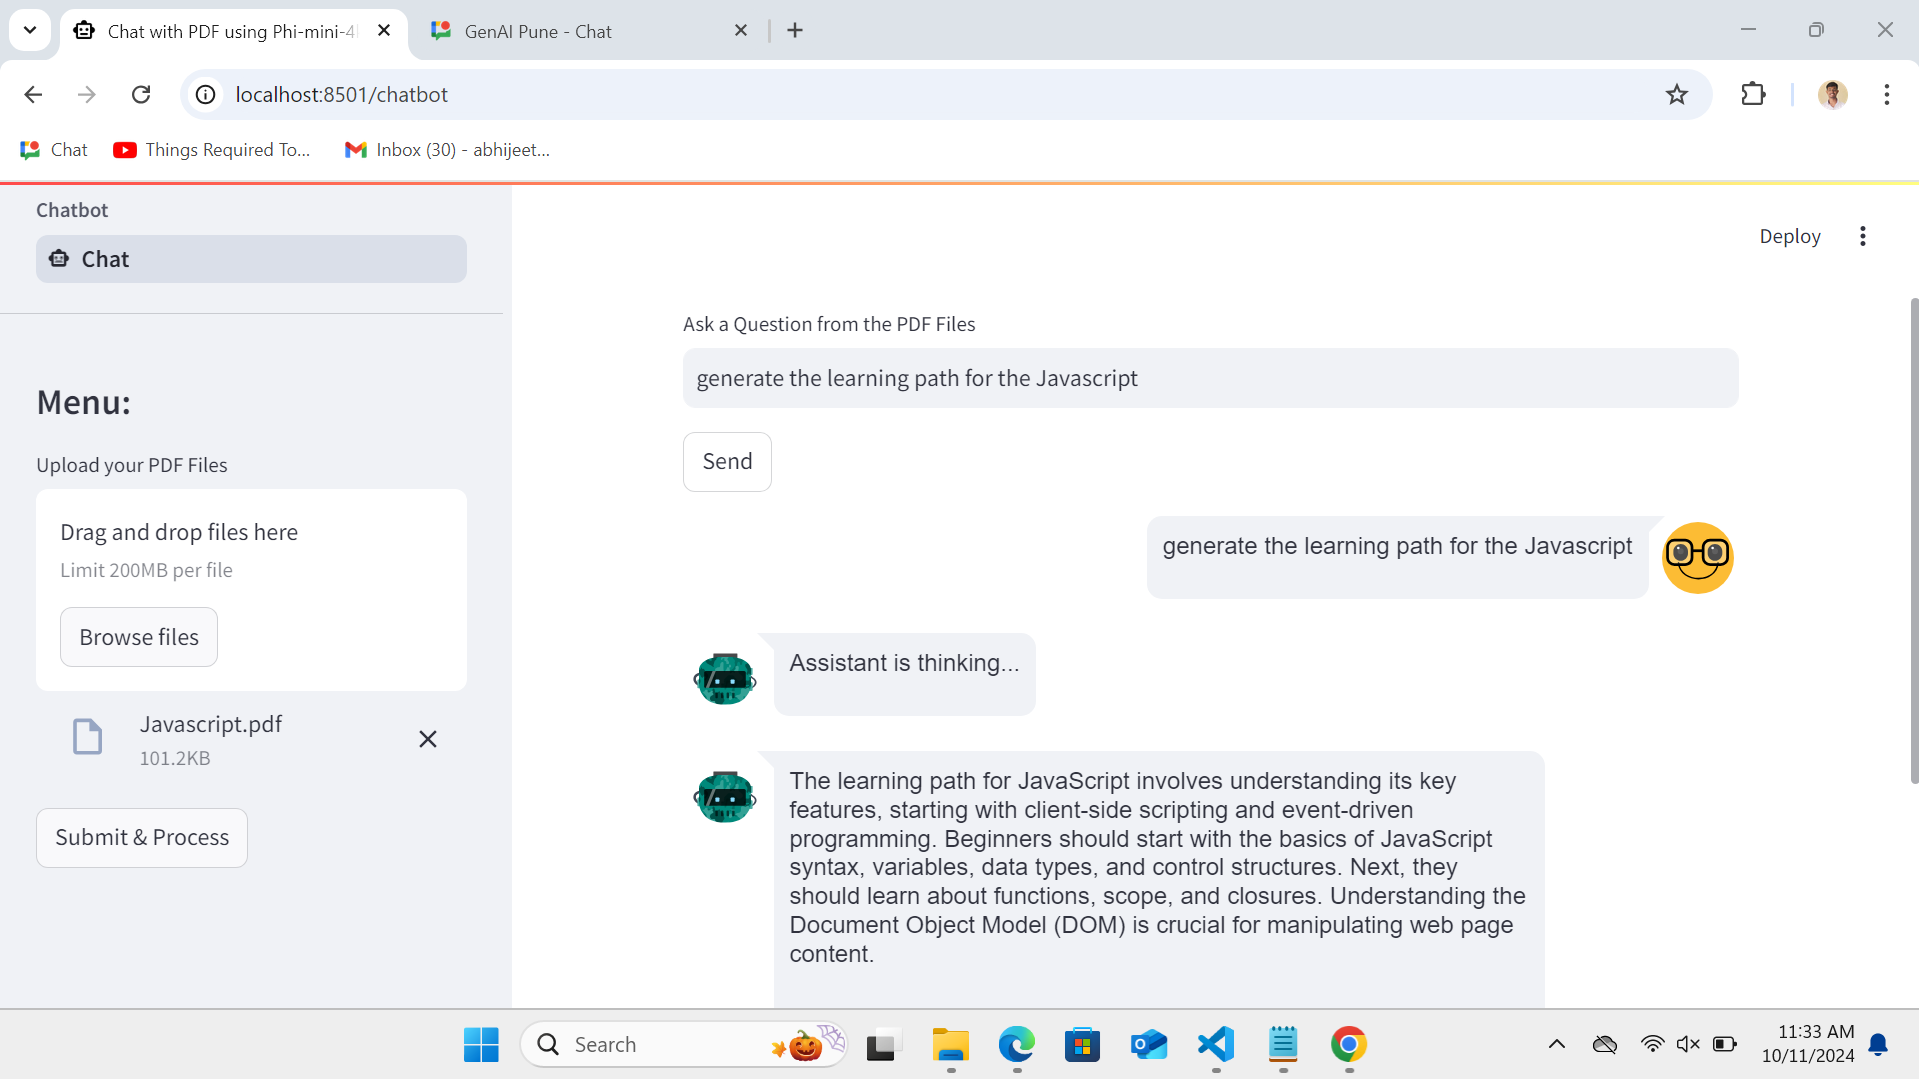 Chat with PDF using Phi-mini-4
GenAI Pune - Chat
localhost:8501/chatbot
Chat
Things Required To...
Inbox (30) - abhijeet...
Chatbot
Chat
Menu:
Upload your PDF Files
Drag and drop files here
Limit 200MB per file
Browse files
Javascript.pdf
101.2KB
Submit & Process
Deploy
Ask a Question from the PDF Files
generate the learning path for the Javascript
Send
generate the learning path for the Javascript
Assistant is thinking...
The learning path for JavaScript involves understanding its key
features, starting with client-side scripting and event-driven
programming. Beginners should start with the basics of JavaScript
syntax, variables, data types, and control structures. Next, they
should learn about functions, scope, and closures. Understanding the
Document Object Model (DOM) is crucial for manipulating web page
content.
Search
11:33 AM
10/11/2024